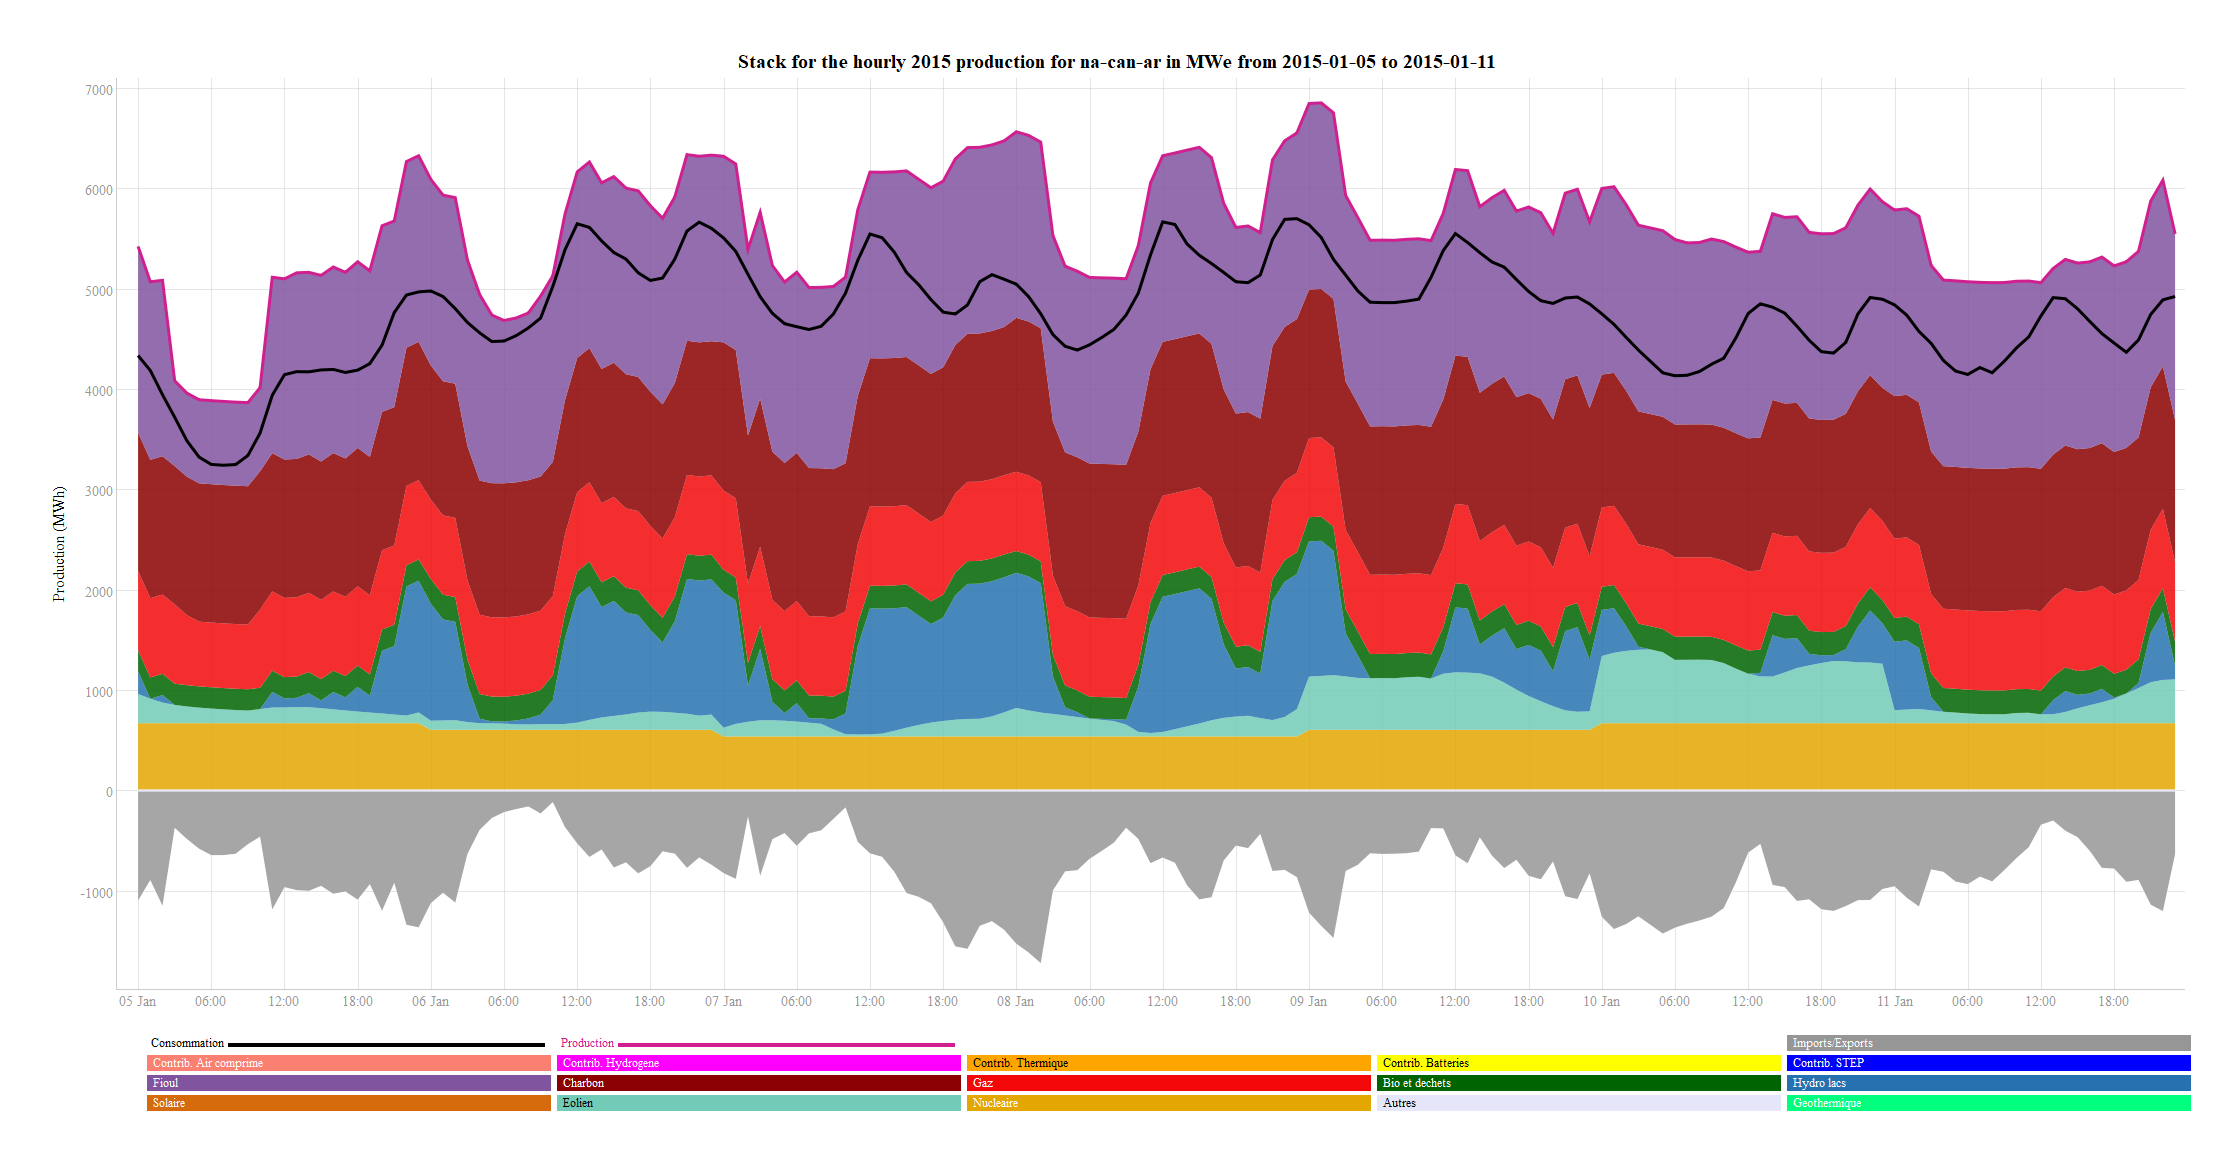 Stack for the hourly 2015 production for na-can-ar in MWe from 2015-01-05 to 2015-01-11
Production (MWh)
7000
6000
5000
4000
3000
2000
1000
0
-1000
05 Jan 06:00 12:00 18:00 06 Jan 06:00 12:00 18:00 07 Jan 06:00 12:00 18:00 08 Jan 06:00 12:00 18:00 09 Jan 06:00 12:00 18:00 10 Jan 06:00 12:00 18:00 11 Jan 06:00 12:00 18:00
Consommation Production Imports/Exports
Contrib. Air comprime Contrib. Hydrogene Contrib. Thermique Contrib. Batteries Contrib. STEP
Fioul Charbon Gaz Bio et dechets Hydro lacs
Solaire Eolien Nucleaire Autres Geothermique